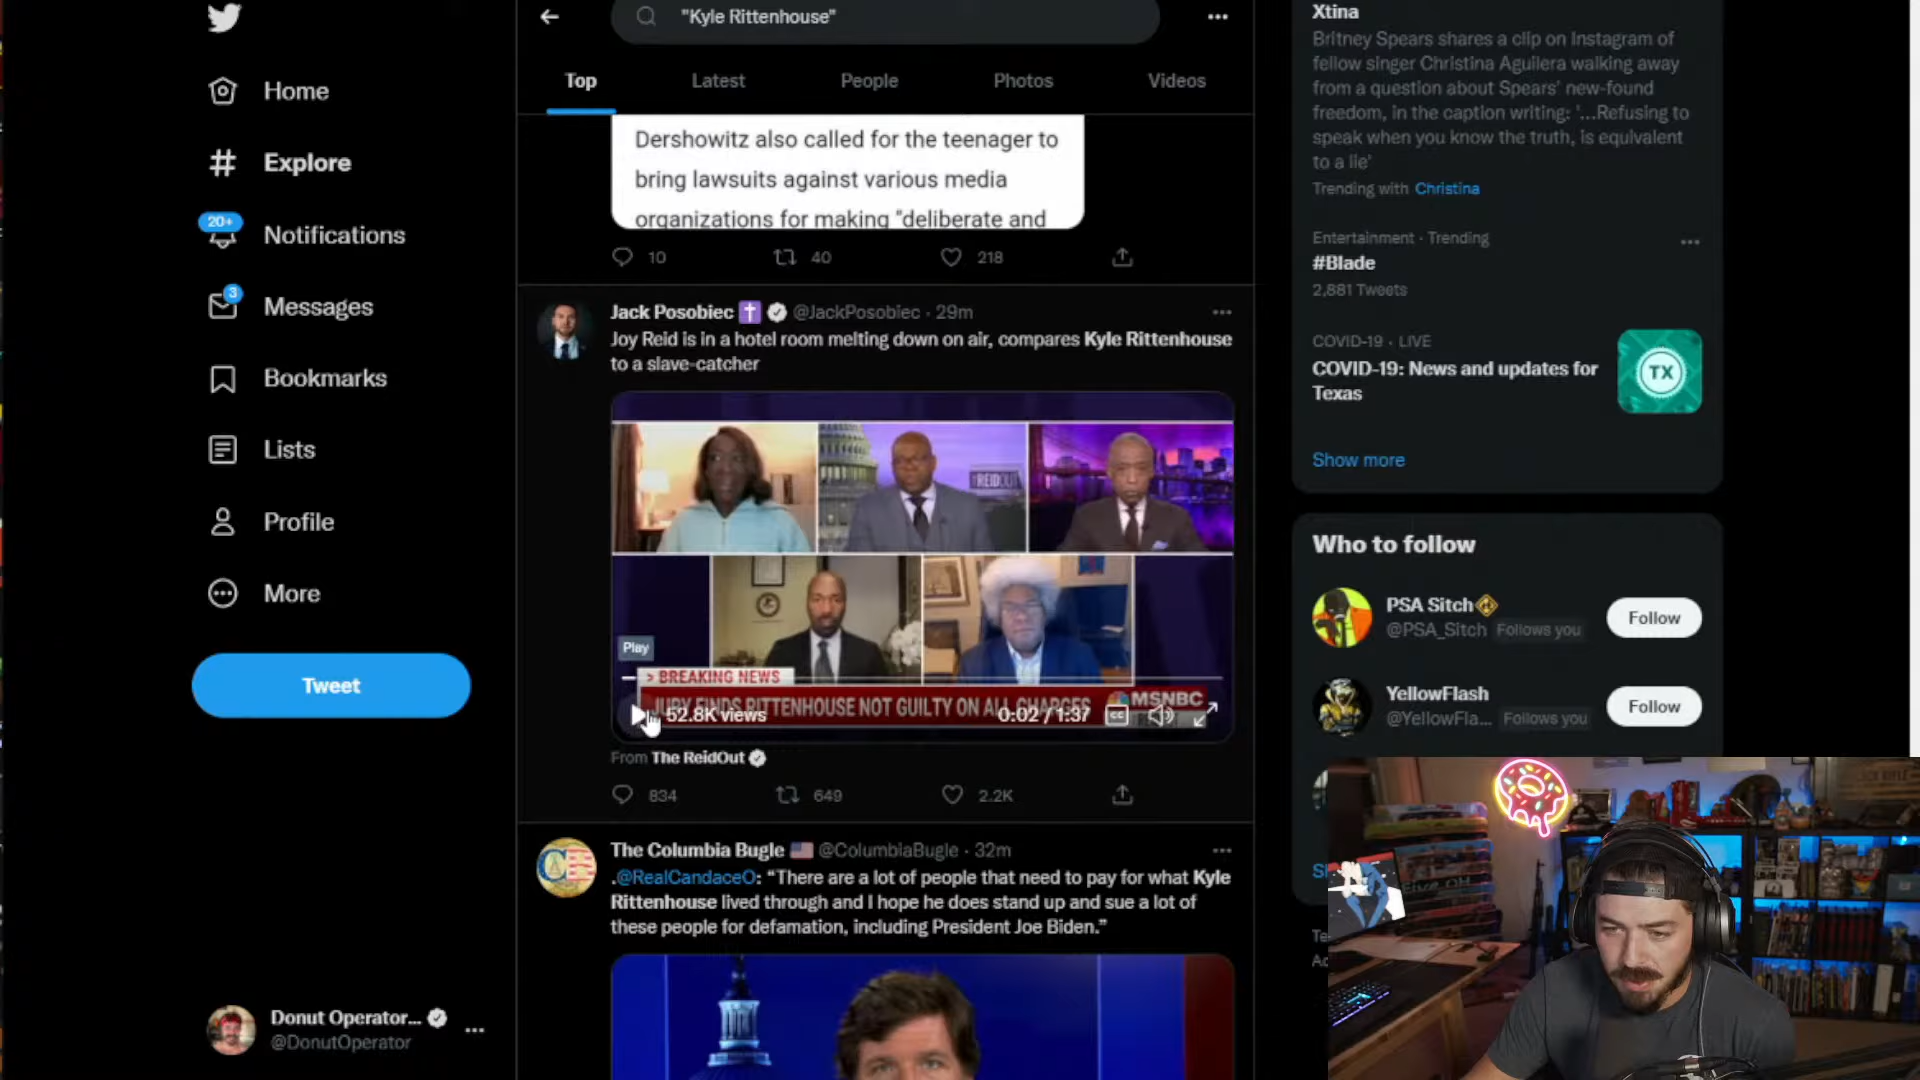 Home
Explore
20+
Notifications
3
Messages
Bookmarks
Lists
Profile
More
Tweet
Donut Operator...
@DonutOperator
"Kyle Rittenhouse"
Top
Latest
People
Photos
Videos
Dershowitz also called for the teenager to
bring lawsuits against various media
organizations for making "deliberate and
10
40
218
Jack Posobiec @JackPosobiec · 29m
Joy Reid is in a hotel room melting down on air, compares Kyle Rittenhouse
to a slave-catcher
REIDOUT
Play
> BREAKING NEWS
JURY FINDS RITTENHOUSE NOT GUILTY ON ALL CHARGES
MSNBC
52.8K views
0:02 / 1:37
CC
From The ReidOut
834
649
2.2K
The Columbia Bugle @ColumbiaBugle · 32m
.@RealCandaceO: “There are a lot of people that need to pay for what Kyle
Rittenhouse lived through and I hope he does stand up and sue a lot of
these people for defamation, including President Joe Biden.”
Xtina
Britney Spears shares a clip on Instagram of
fellow singer Christina Aguilera walking away
from a question about Spears' new-found
freedom, in the caption writing: '...Refusing to
speak when you know the truth, is equivalent
to a lie'
Trending with Christina
Entertainment · Trending
#Blade
2,881 Tweets
COVID-19 · LIVE
COVID-19: News and updates for
Texas
TX
Show more
Who to follow
PSA Sitch
@PSA_Sitch Follows you
Follow
YellowFlash
@YellowFla... Follows you
Follow